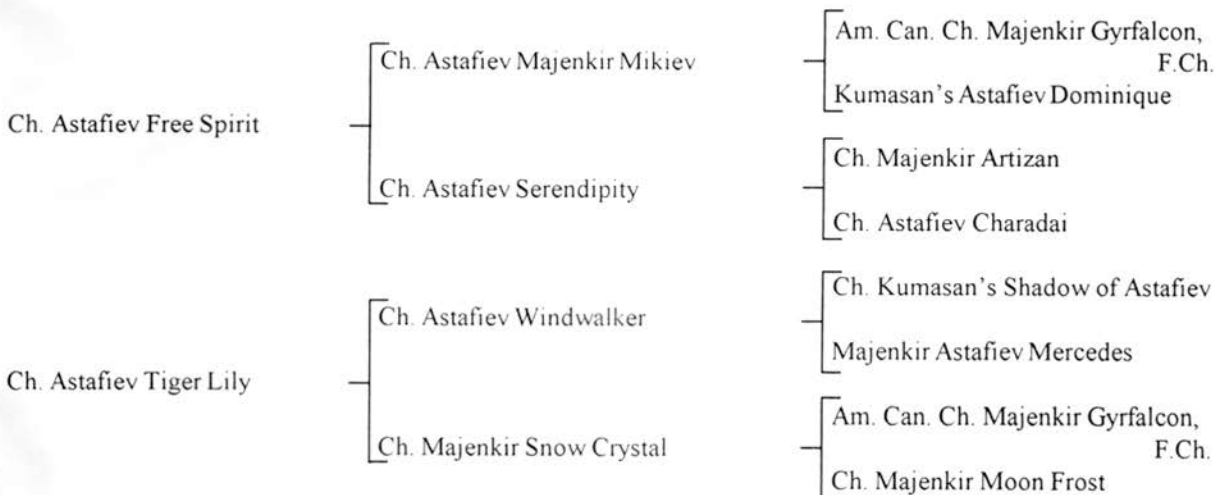 Am. Can. Ch. Majenkir Gyrfalcon,
F.Ch.
Ch. Astafiev Majenkir Mikiev
Kumasan's Astafiev Dominique
Ch. Astafiev Free Spirit
Ch. Majenkir Artizan
Ch. Astafiev Serendipity
Ch. Astafiev Charadai
Ch. Kumasan's Shadow of Astafiev
Ch. Astafiev Windwalker
Majenkir Astafiev Mercedes
Ch. Astafiev Tiger Lily
Am. Can. Ch. Majenkir Gyrfalcon,
F.Ch.
Ch. Majenkir Snow Crystal
Ch. Majenkir Moon Frost